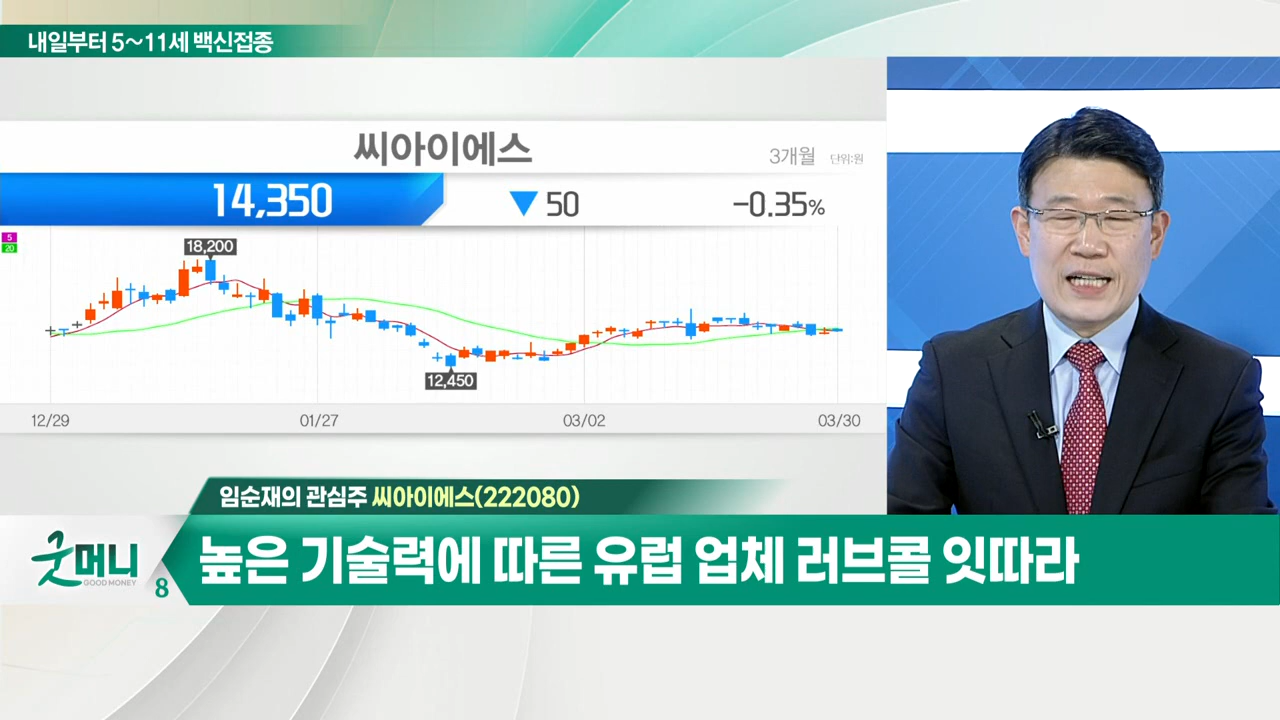 내일부터 5~11세 백신접종
씨아이에스
3개월 단위:원
14,350 ▼50 -0.35%
5
20
18,200
12,450
12/29 01/27 03/02 03/30
임순재의 관심주 씨아이에스(222080)
굿머니
GOOD MONEY
8
높은 기술력에 따른 유럽 업체 러브콜 잇따라